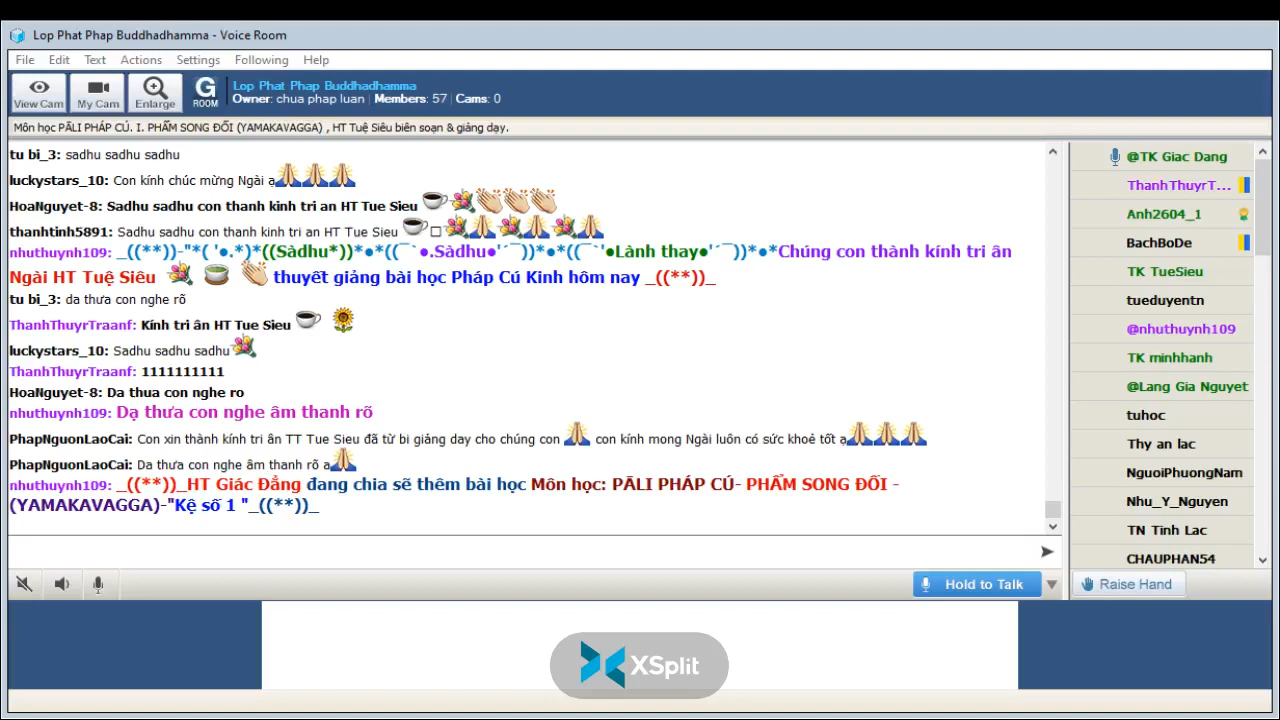 Lop Phat Phap Buddhadhamma - Voice Room
File Edit Text Actions Settings Following Help
View Cam My Cam Enlarge G ROOM
Lop Phat Phap Buddhadhamma
Owner: chua phap luan | Members: 57 | Cams: 0
Môn học PĀLI PHÁP CÚ. I. PHẨM SONG ĐỐI (YAMAKAVAGGA) , HT Tuệ Siêu biên soạn & giảng dạy.
tu bi_3: sadhu sadhu sadhu
luckystars_10: Con kính chúc mừng Ngài ạ
HoaNguyet-8: Sadhu sadhu con thanh kinh tri an HT Tue Sieu
thanhtinh5891: Sadhu sadhu con thanh kinh tri an HT Tue Sieu
nhuthuynh109: _((**))-"*( '●.*)*((Sàdhu*))*●*((¯`●.Sàdhu●'´¯))*●*((¯`'●Lành thay●'´¯))*●*Chúng con thành kính tri ân
Ngài HT Tuệ Siêu thuyết giảng bài học Pháp Cú Kinh hôm nay _((**))_
tu bi_3: da thưa con nghe rõ
ThanhThuyrTraanf: Kính tri ân HT Tue Sieu
luckystars_10: Sadhu sadhu sadhu
ThanhThuyrTraanf: 1111111111
HoaNguyet-8: Da thua con nghe ro
nhuthuynh109: Dạ thưa con nghe âm thanh rõ
PhapNguonLaoCai: Con xin thành kính tri ân TT Tue Sieu đã từ bi giảng day cho chúng con con kính mong Ngài luôn có sức khoẻ tốt ạ
PhapNguonLaoCai: Da thưa con nghe âm thanh rõ ạ
nhuthuynh109: _((**))_HT Giác Đẳng đang chia sẽ thêm bài học Môn học: PĀLI PHÁP CÚ- PHẨM SONG ĐỐI -
(YAMAKAVAGGA)-"Kệ số 1 "_((**))_
@TK Giac Dang
ThanhThuyrT...
Anh2604_1
BachBoDe
TK TueSieu
tueduyentn
@nhuthuynh109
TK minhhanh
@Lang Gia Nguyet
tuhoc
Thy an lac
NguoiPhuongNam
Nhu_Y_Nguyen
TN Tinh Lac
CHAUPHAN54
Hold to Talk
Raise Hand
XSplit